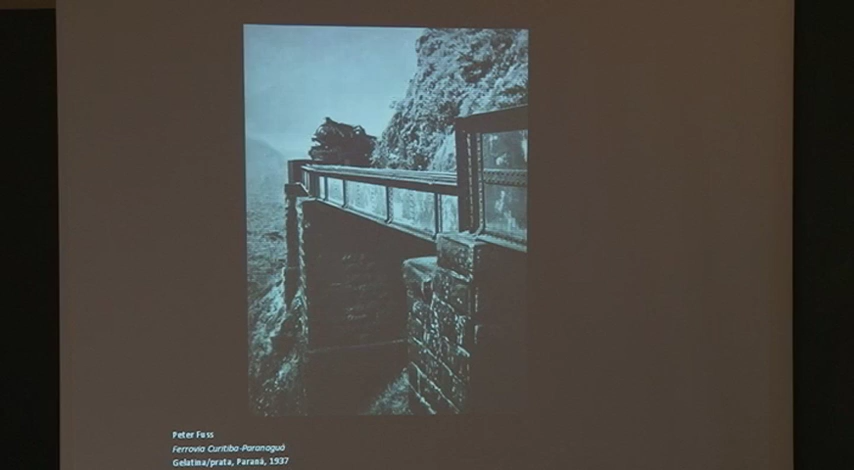 Peter Fuss
Ferrovia Curitiba-Paranaguá
Gelatina/prata, Paraná, 1937